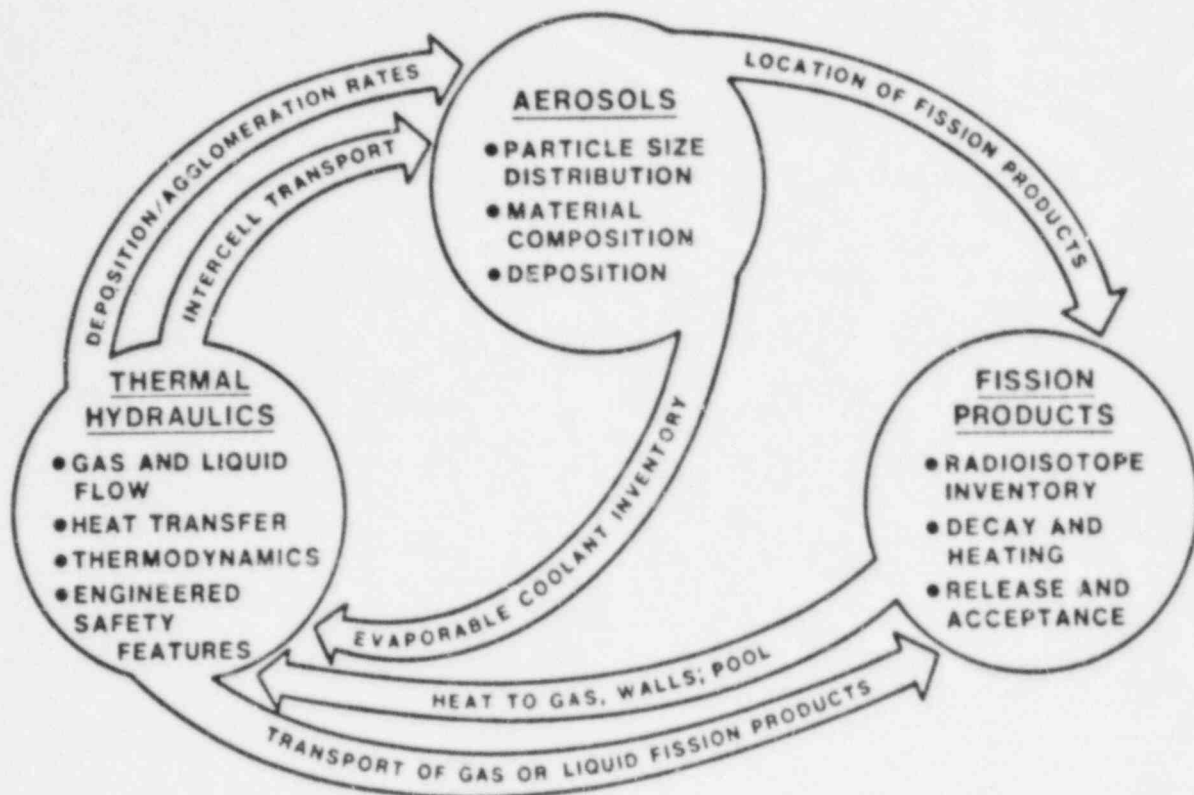 DEPOSITION/AGGLOMERATION RATES
INTERCELL TRANSPORT
AEROSOLS
● PARTICLE SIZE
DISTRIBUTION
● MATERIAL
COMPOSITION
● DEPOSITION
LOCATION OF FISSION PRODUCTS
THERMAL
HYDRAULICS
● GAS AND LIQUID
FLOW
● HEAT TRANSFER
● THERMODYNAMICS
● ENGINEERED
SAFETY
FEATURES
EVAPORABLE COOLANT INVENTORY
FISSION
PRODUCTS
● RADIOISOTOPE
INVENTORY
● DECAY AND
HEATING
● RELEASE AND
ACCEPTANCE
HEAT TO GAS, WALLS; POOL
TRANSPORT OF GAS OR LIQUID FISSION PRODUCTS